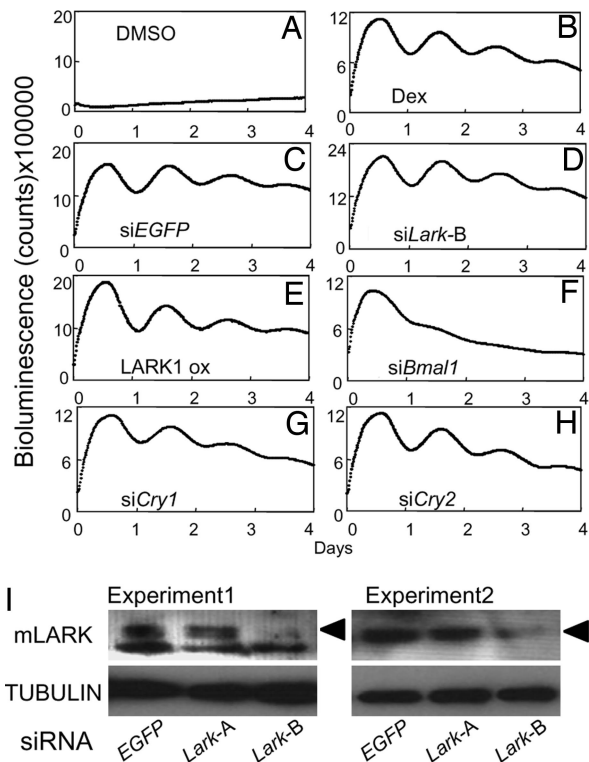 Bioluminescence (counts)x100000
20
10
0
DMSO
A
0 1 2 3 4
12
6
0
Dex
B
0 1 2 3 4
20
10
0
siEGFP
C
0 1 2 3 4
24
12
0
siLark-B
D
0 1 2 3 4
20
10
0
LARK1 ox
E
0 1 2 3 4
12
6
0
siBmal1
F
0 1 2 3 4
12
6
0
siCry1
G
0 1 2 3 4
12
6
0
siCry2
H
0 1 2 3 4
Days
I
Experiment1 Experiment2
mLARK
TUBULIN
siRNA EGFP Lark-A Lark-B EGFP Lark-A Lark-B